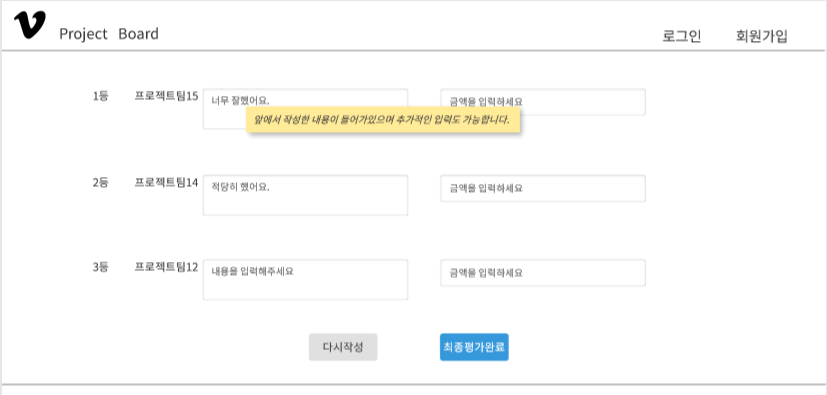 Project Board
로그인 회원가입
1등 프로젝트팀15 너무 잘했어요. 금액을 입력하세요
앞에서 작성한 내용이 들어가있으며 추가적인 입력도 가능합니다.
2등 프로젝트팀14 적당히 했어요. 금액을 입력하세요
3등 프로젝트팀12 내용을 입력해주세요 금액을 입력하세요
다시작성 최종평가완료